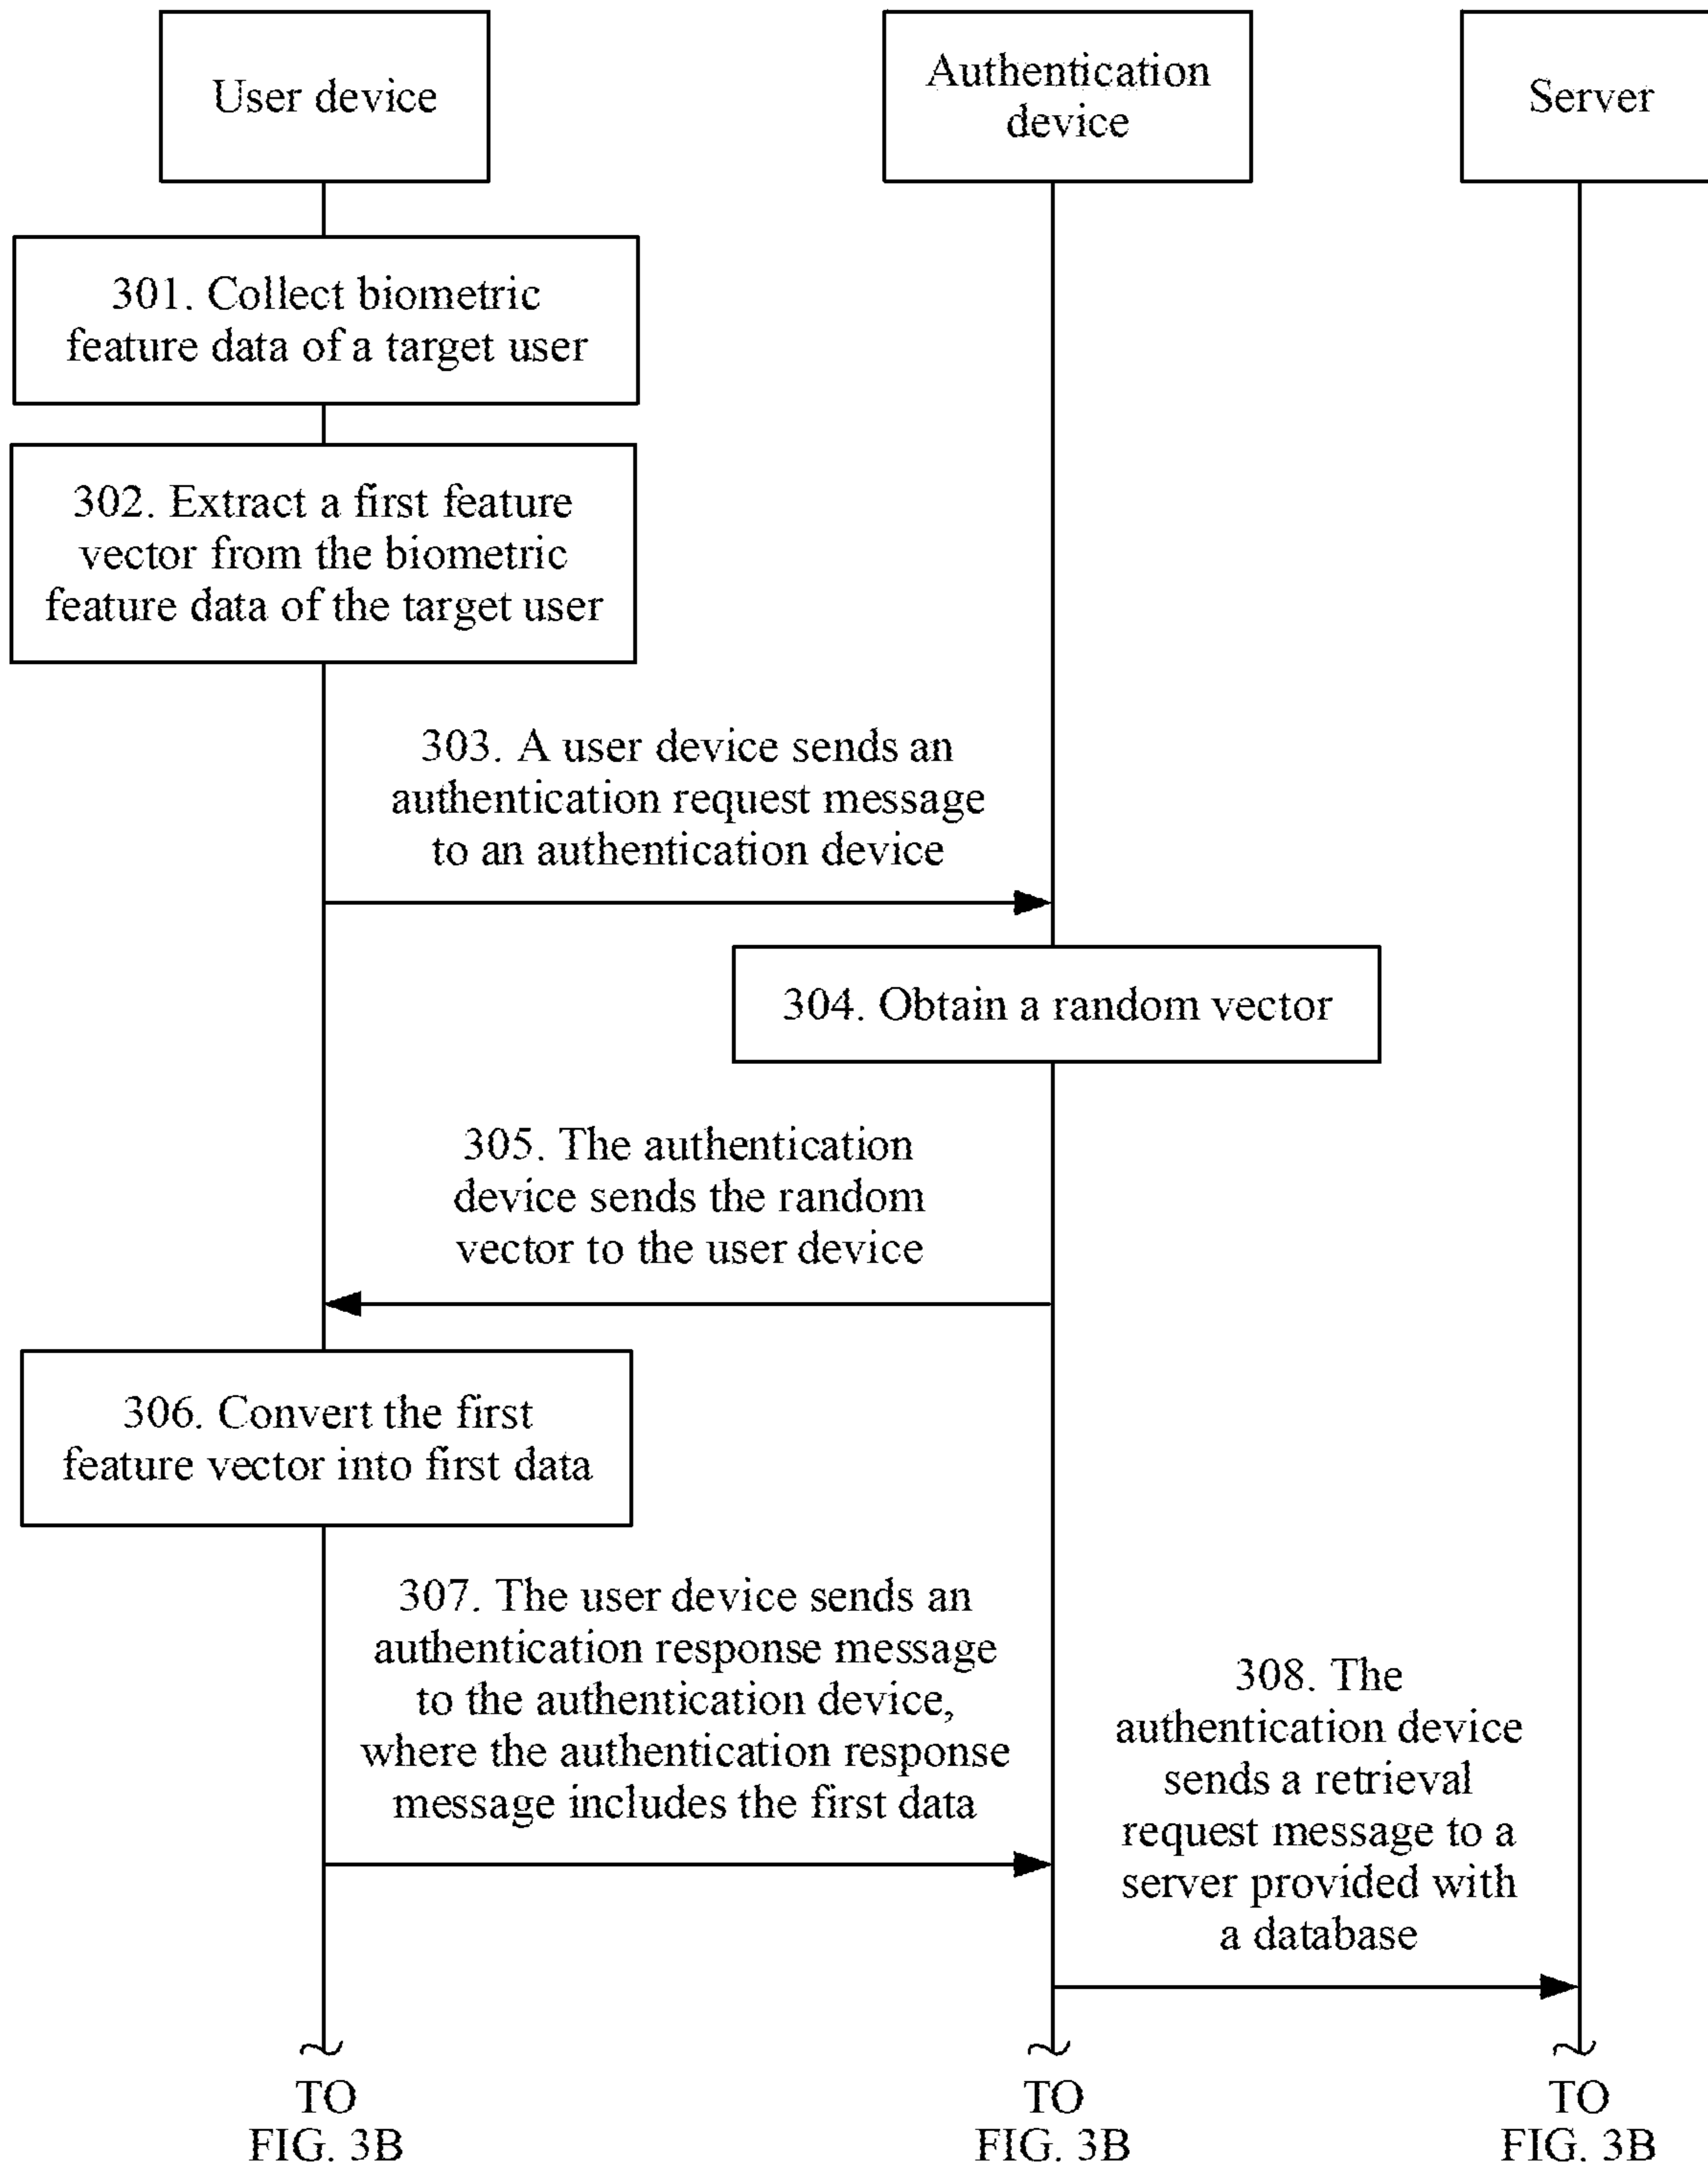 User device
Authentication
device
Server
301. Collect biometric
feature data of a target user
302. Extract a first feature
vector from the biometric
feature data of the target user
303. A user device sends an
authentication request message
to an authentication device
304. Obtain a random vector
305. The authentication
device sends the random
vector to the user device
306. Convert the first
feature vector into first data
307. The user device sends an
authentication response message
to the authentication device,
where the authentication response
message includes the first data
308. The
authentication device
sends a retrieval
request message to a
server provided with
a database
TO
FIG. 3B
TO
FIG. 3B
TO
FIG. 3B